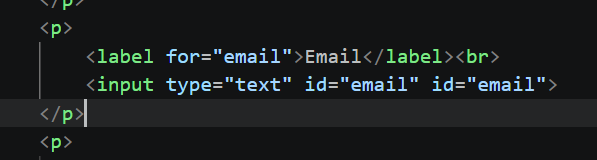 </p>
<p>
<label for="email">Email</label><br>
<input type="text" id="email" id="email">
</p>
<p>